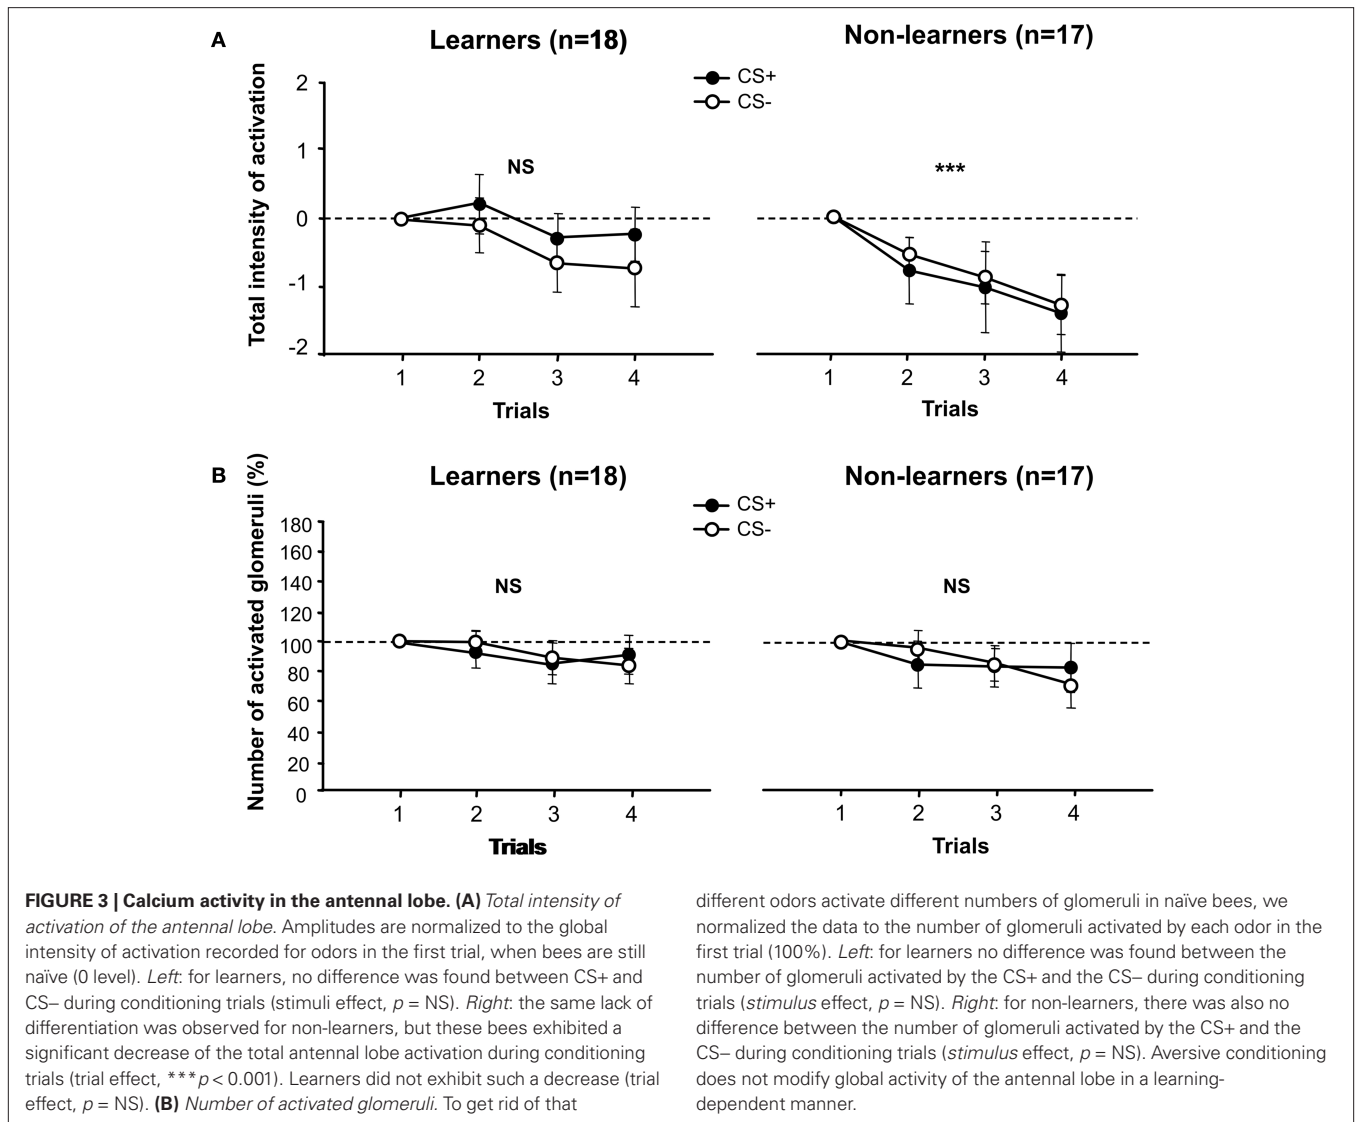 A
Learners (n=18)
Non-learners (n=17)
CS+
CS-
Total intensity of activation
2
1
0
-1
-2
NS
***
1 2 3 4
Trials
1 2 3 4
Trials
B
Learners (n=18)
Non-learners (n=17)
CS+
CS-
Number of activated glomeruli (%)
180
160
140
120
100
80
60
40
20
0
NS
NS
1 2 3 4
Trials
1 2 3 4
Trials
FIGURE 3 | Calcium activity in the antennal lobe. (A) Total intensity of
activation of the antennal lobe. Amplitudes are normalized to the global
intensity of activation recorded for odors in the first trial, when bees are still
naïve (0 level). Left: for learners, no difference was found between CS+ and
CS− during conditioning trials (stimuli effect, p = NS). Right: the same lack of
differentiation was observed for non-learners, but these bees exhibited a
significant decrease of the total antennal lobe activation during conditioning
trials (trial effect, ***p < 0.001). Learners did not exhibit such a decrease (trial
effect, p = NS). (B) Number of activated glomeruli. To get rid of that
different odors activate different numbers of glomeruli in naïve bees, we
normalized the data to the number of glomeruli activated by each odor in the
first trial (100%). Left: for learners no difference was found between the
number of glomeruli activated by the CS+ and the CS− during conditioning
trials (stimulus effect, p = NS). Right: for non-learners, there was also no
difference between the number of glomeruli activated by the CS+ and the
CS− during conditioning trials (stimulus effect, p = NS). Aversive conditioning
does not modify global activity of the antennal lobe in a learning-
dependent manner.